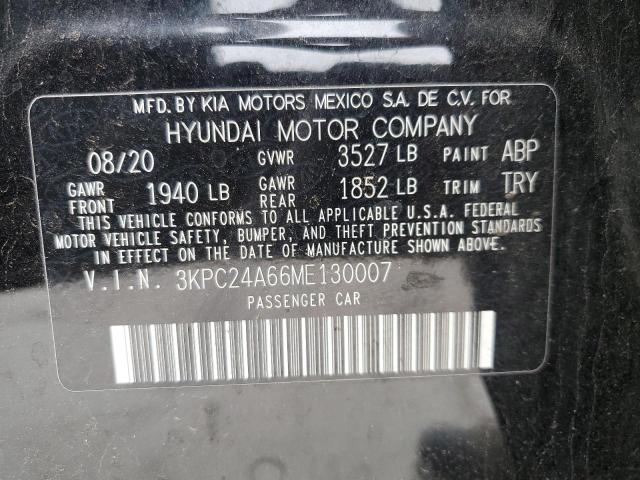 MFD. BY KIA MOTORS MEXICO S.A. DE C.V. FOR
HYUNDAI MOTOR COMPANY
08/20 GVWR 3527 LB PAINT ABP
GAWR FRONT 1940 LB GAWR REAR 1852 LB TRIM TRY
THIS VEHICLE CONFORMS TO ALL APPLICABLE U.S.A. FEDERAL
MOTOR VEHICLE SAFETY, BUMPER, AND THEFT PREVENTION STANDARDS
IN EFFECT ON THE DATE OF MANUFACTURE SHOWN ABOVE.
V.I.N. 3KPC24A66ME130007
PASSENGER CAR